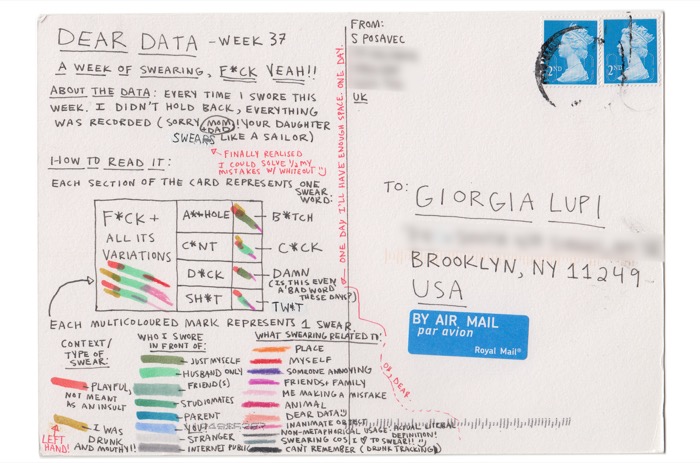 DEAR DATA - WEEK 37
A WEEK OF SWEARING, F*CK YEAH!!
ABOUT THE DATA: EVERY TIME I SWORE THIS
WEEK. I DIDN'T HOLD BACK, EVERYTHING
WAS RECORDED (SORRY, MOM + DAD! YOUR DAUGHTER
SWEARS LIKE A SAILOR)
FINALLY REALISED
I COULD SOLVE 1/2 MY
MISTAKES W/ WHITEOUT
HOW TO READ IT:
EACH SECTION OF THE CARD REPRESENTS ONE
SWEAR
WORD:
F*CK +
ALL ITS
VARIATIONS
A**HOLE
B*TCH
C*NT
C*CK
D*CK
DAMN
(IS THIS EVEN
A BAD WORD
THESE DAYS?)
SH*T
TW*T
EACH MULTICOLOURED MARK REPRESENTS 1 SWEAR.
CONTEXT/
TYPE OF
SWEAR:
PLAYFUL,
NOT MEANT
AS AN INSULT
I WAS
DRUNK
AND MOUTHY!
LEFT
HAND!
WHO I SWORE
IN FRONT OF:
JUST MYSELF
HUSBAND ONLY
FRIEND(S)
STUDIOMATES
PARENT
YOU!
STRANGER
INTERNET PUBLIC
WHAT SWEARING RELATED TO:
PLACE
MYSELF
SOMEONE ANNOYING
FRIENDS + FAMILY
ME MAKING A MISTAKE
ANIMAL
DEAR DATA
INANIMATE OBJECT
NON-METAPHORICAL USAGE: ACTUAL LITERAL
DEFINITION!
SWEARING COS I ♥ TO SWEAR!!
CAN'T REMEMBER (DRUNK TRACKING)
ONE DAY I'LL HAVE ENOUGH SPACE. ONE DAY.
OH, DEAR.
FROM:
S POSAVEC
UK
2ND
2ND
TO: GIORGIA LUPI
BROOKLYN, NY 11249
USA
BY AIR MAIL
par avion
Royal Mail®